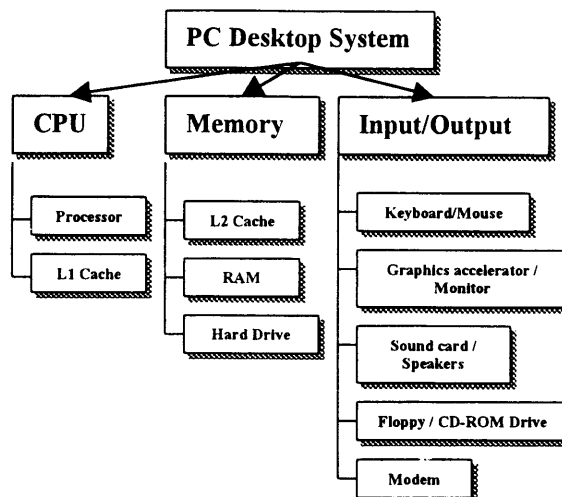 PC Desktop System
CPU
Memory
Input/Output
Processor
L1 Cache
L2 Cache
RAM
Hard Drive
Keyboard/Mouse
Graphics accelerator /
Monitor
Sound card /
Speakers
Floppy / CD-ROM Drive
Modem